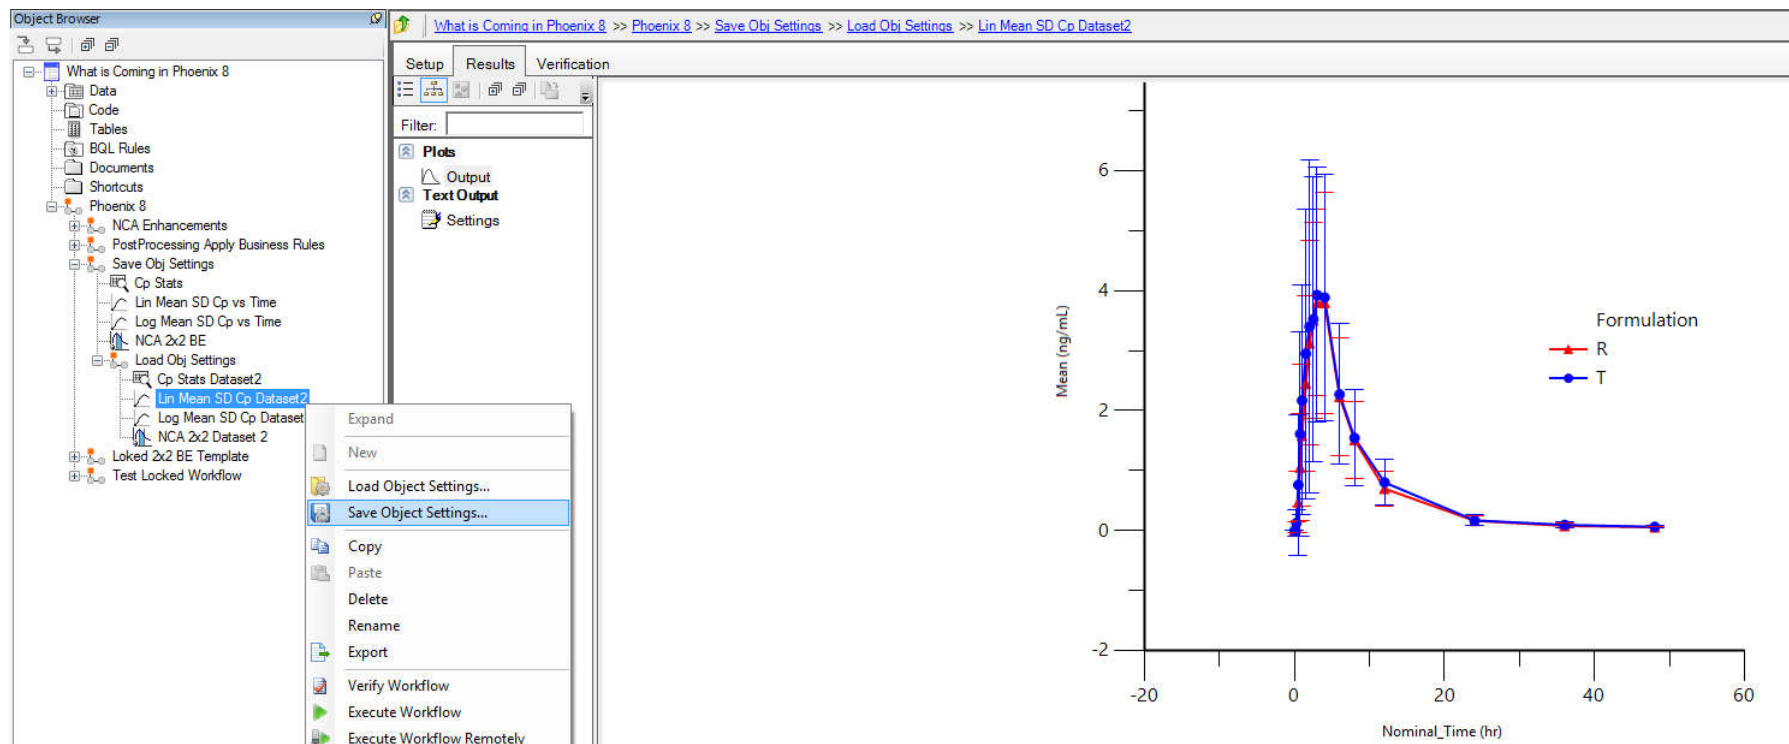 Object Browser
What is Coming in Phoenix 8 >> Phoenix 8 >> Save Obj Settings >> Load Obj Settings >> Lin Mean SD Cp Dataset2
What is Coming in Phoenix 8
Data
Code
Tables
BQL Rules
Documents
Shortcuts
Phoenix 8
NCA Enhancements
PostProcessing Apply Business Rules
Save Obj Settings
Cp Stats
Lin Mean SD Cp vs Time
Log Mean SD Cp vs Time
NCA 2x2 BE
Load Obj Settings
Cp Stats Dataset2
Lin Mean SD Cp Dataset2
Log Mean SD Cp Dataset
NCA 2x2 Dataset 2
Loked 2x2 BE Template
Test Locked Workflow
Expand
New
Load Object Settings...
Save Object Settings...
Copy
Paste
Delete
Rename
Export
Verify Workflow
Execute Workflow
Execute Workflow Remotely
Setup Results Verification
Filter:
Plots
Output
Text Output
Settings
6
4
2
0
-2
Mean (ng/mL)
-20 0 20 40 60
Nominal_Time (hr)
Formulation
R
T